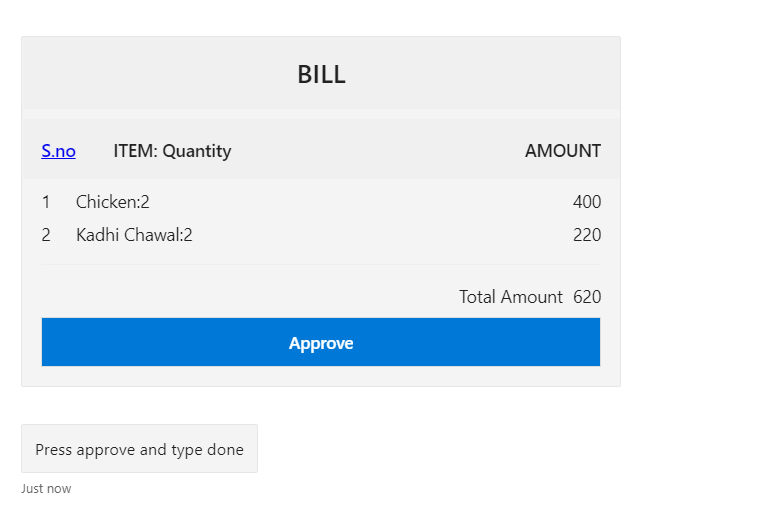 BILL
S.no ITEM: Quantity AMOUNT
1 Chicken:2 400
2 Kadhi Chawal:2 220
Total Amount 620
Approve
Press approve and type done
Just now